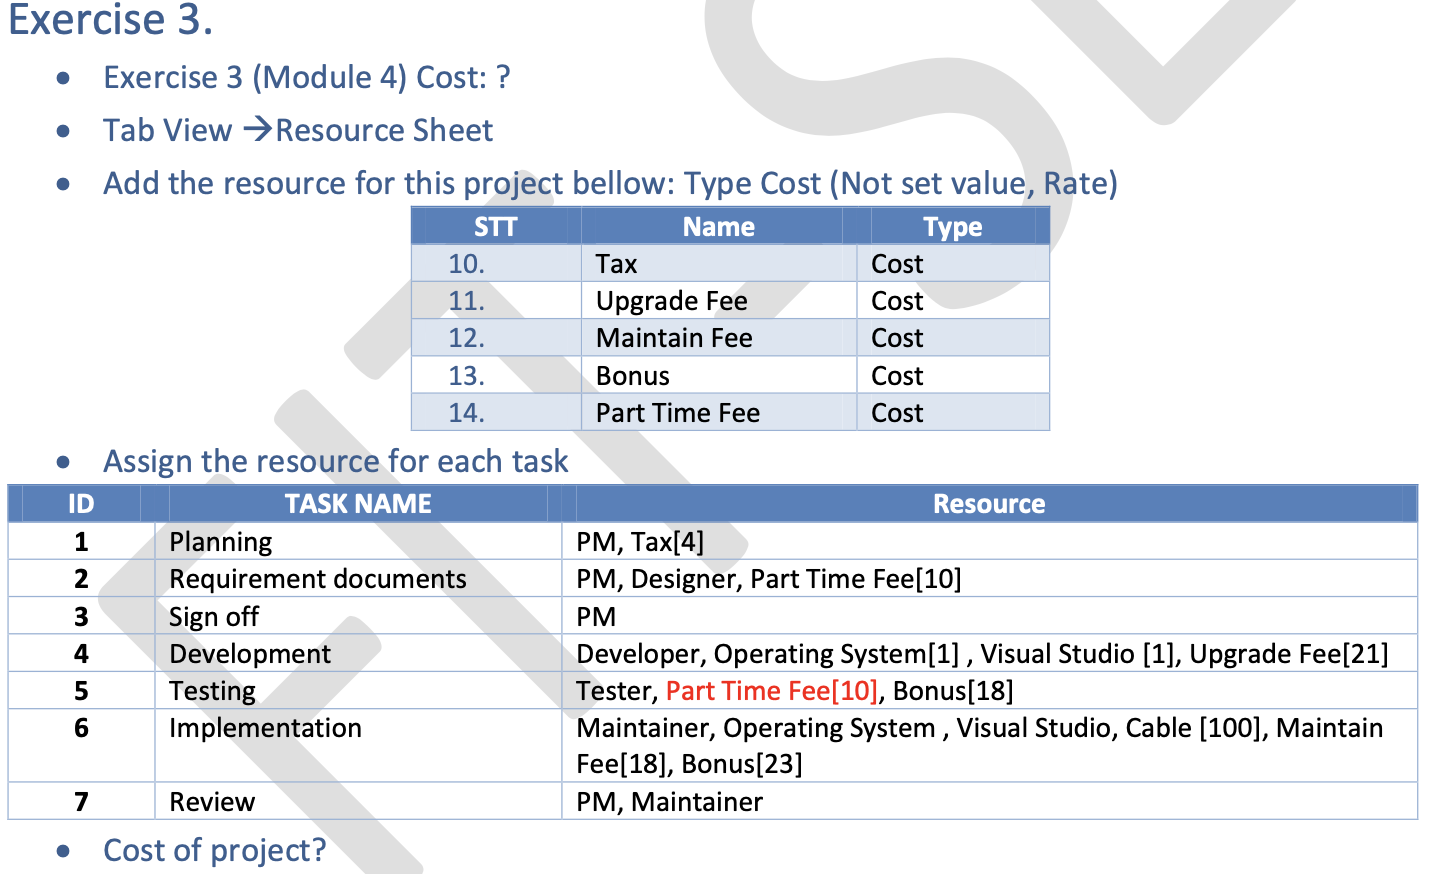 Exercise 3.
• Exercise 3 (Module 4) Cost: ?
• Tab View →Resource Sheet
• Add the resource for this project bellow: Type Cost (Not set value, Rate)
STT Name Type
10. Tax Cost
11. Upgrade Fee Cost
12. Maintain Fee Cost
13. Bonus Cost
14. Part Time Fee Cost
• Assign the resource for each task
ID TASK NAME Resource
1 Planning PM, Tax[4]
2 Requirement documents PM, Designer, Part Time Fee[10]
3 Sign off PM
4 Development Developer, Operating System[1] , Visual Studio [1], Upgrade Fee[21]
5 Testing Tester, Part Time Fee[10], Bonus[18]
6 Implementation Maintainer, Operating System , Visual Studio, Cable [100], Maintain
Fee[18], Bonus[23]
7 Review PM, Maintainer
• Cost of project?